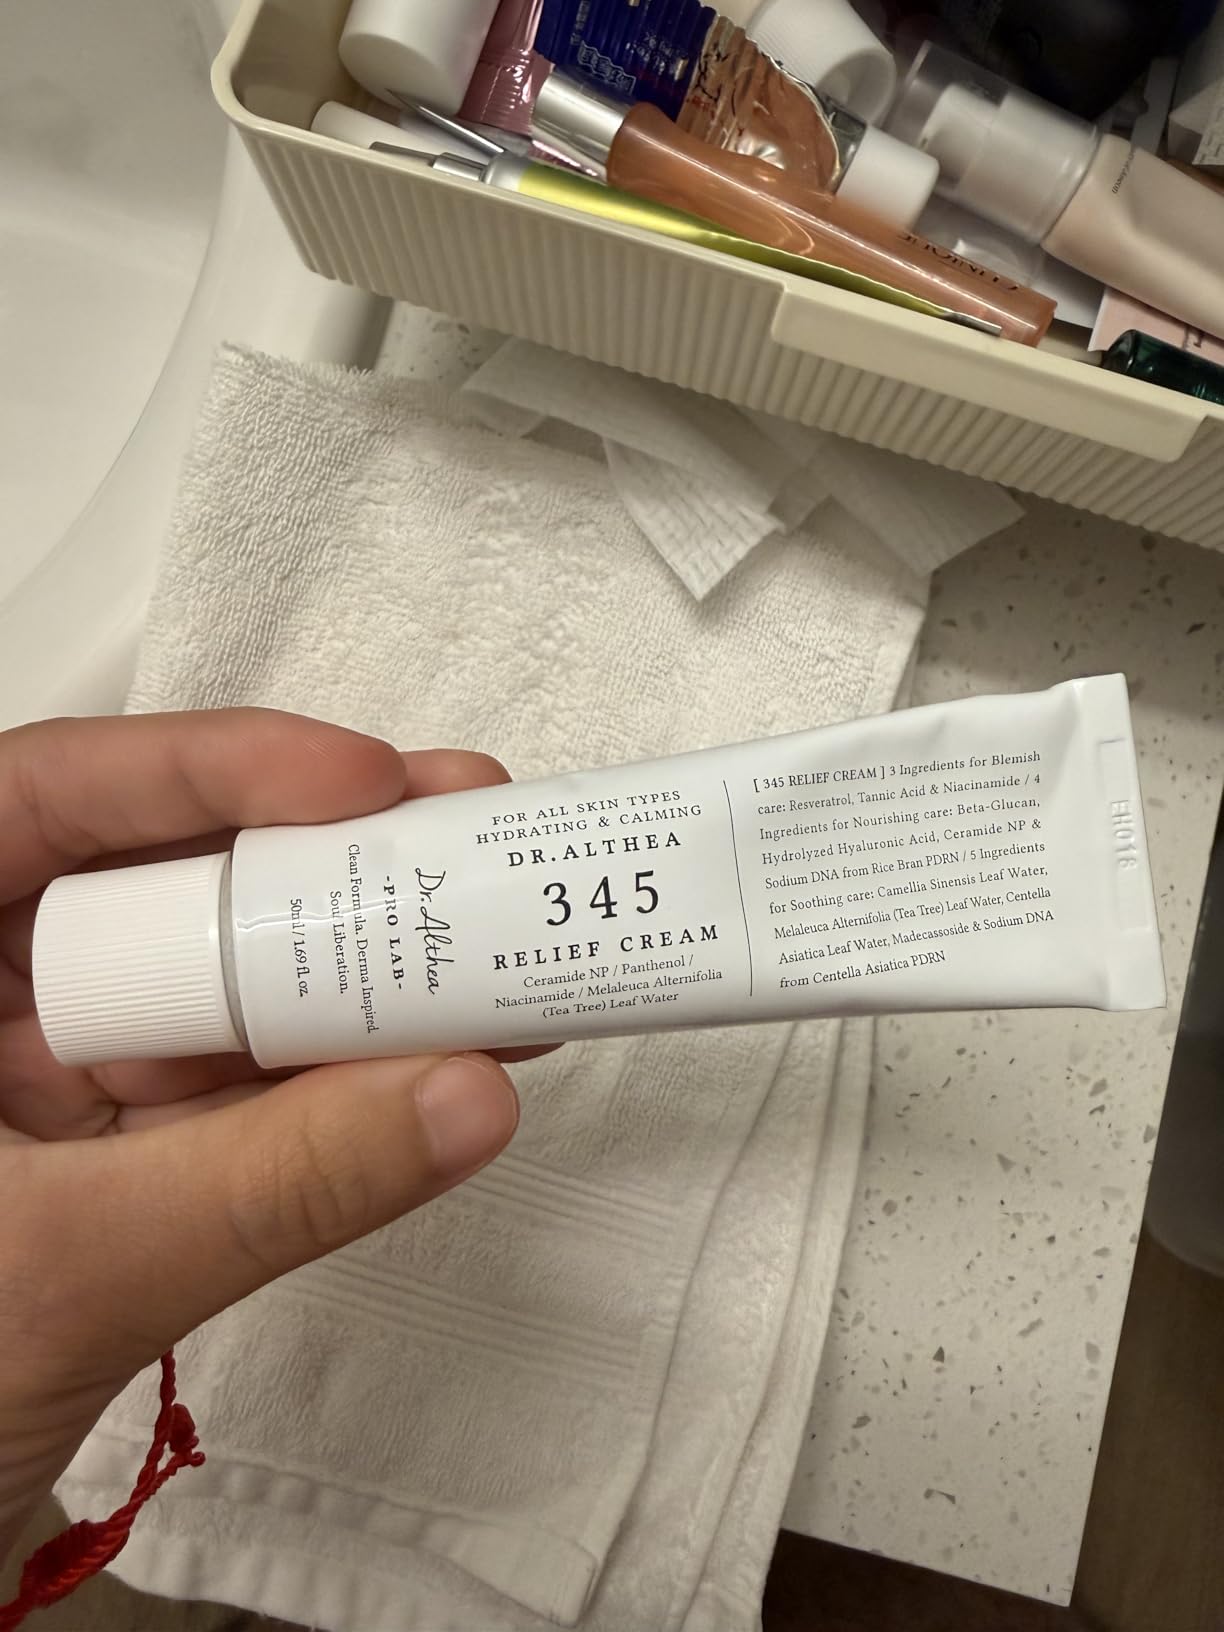 FOR ALL SKIN TYPES
HYDRATING & CALMING
DR.ALTHEA
345
RELIEF CREAM
Ceramide NP / Panthenol /
Niacinamide / Melaleuca Alternifolia
(Tea Tree) Leaf Water
[ 345 RELIEF CREAM ] 3 Ingredients for Blemish
care: Resveratrol, Tannic Acid & Niacinamide / 4
Ingredients for Nourishing care: Beta-Glucan,
Hydrolyzed Hyaluronic Acid, Ceramide NP &
Sodium DNA from Rice Bran PDRN / 5 Ingredients
for Soothing care: Camellia Sinensis Leaf Water,
Melaleuca Alternifolia (Tea Tree) Leaf Water, Centella
Asiatica Leaf Water, Madecassoside & Sodium DNA
from Centella Asiatica PDRN
Dr.Althea
-PRO LAB-
Clean Formula, Derma Inspired,
Soul Liberation.
50ml / 1.69 fl.oz.
EH018
CLINIQUE